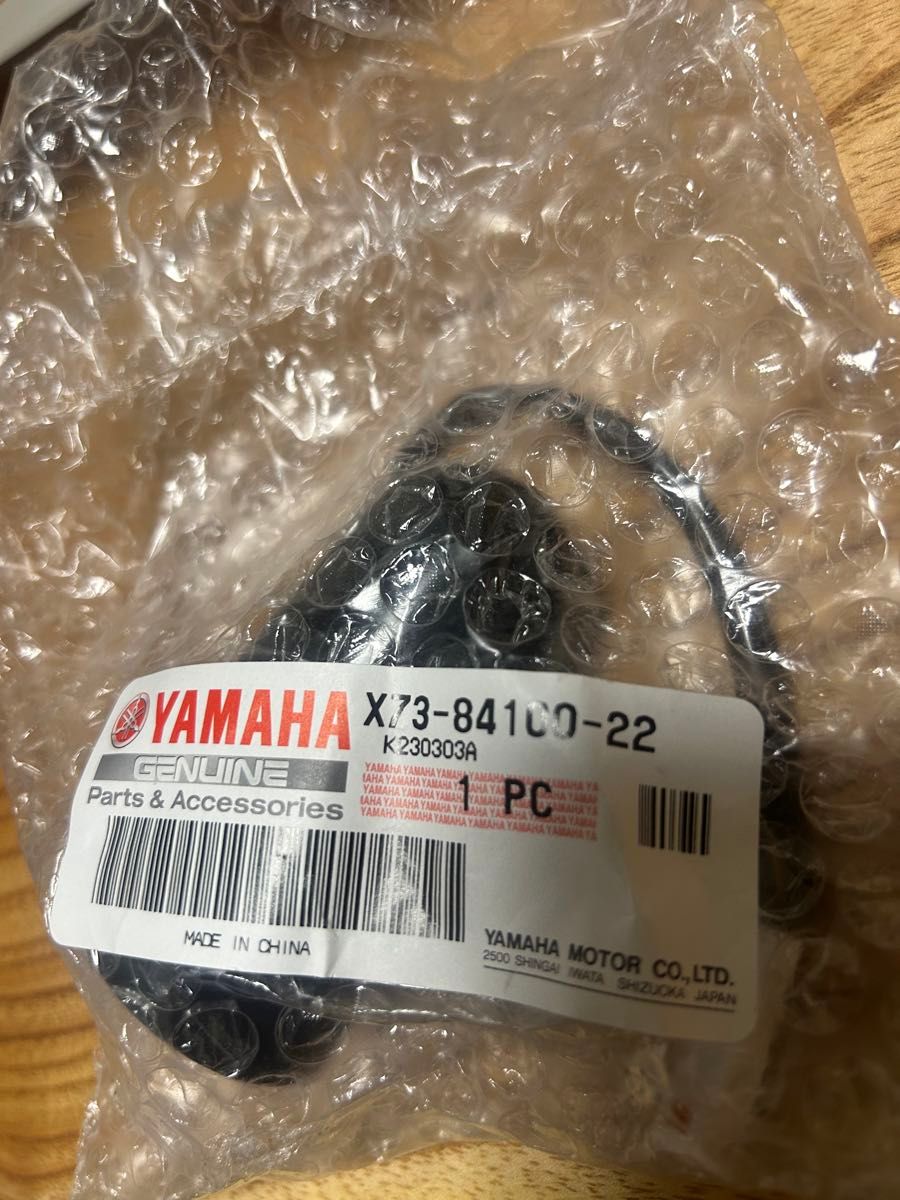 YAMAHA X73-84100-22
K230303A
GENUINE
Parts & Accessories
1 PC
MADE IN CHINA
YAMAHA MOTOR CO.,LTD.
2500 SHINGAI IWATA SHIZUOKA JAPAN